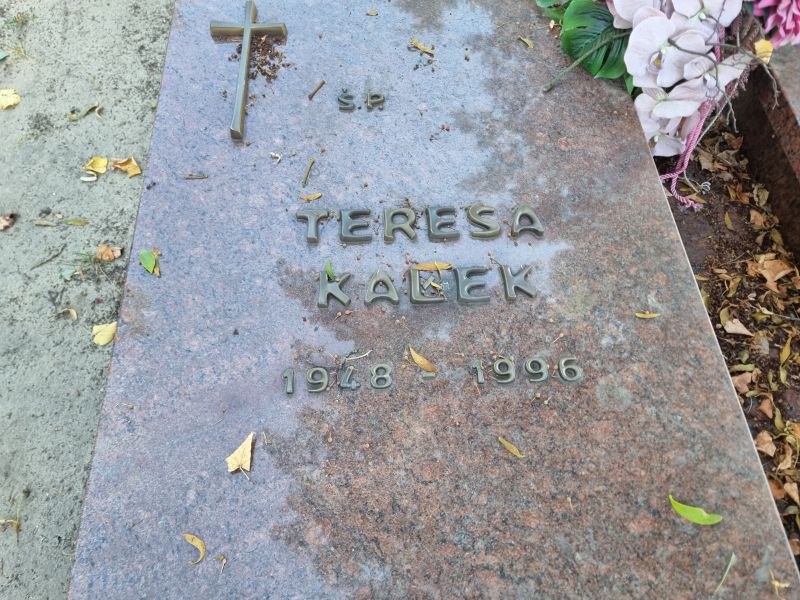 Ś.P.
TERESA
KALEK
1948 - 1996